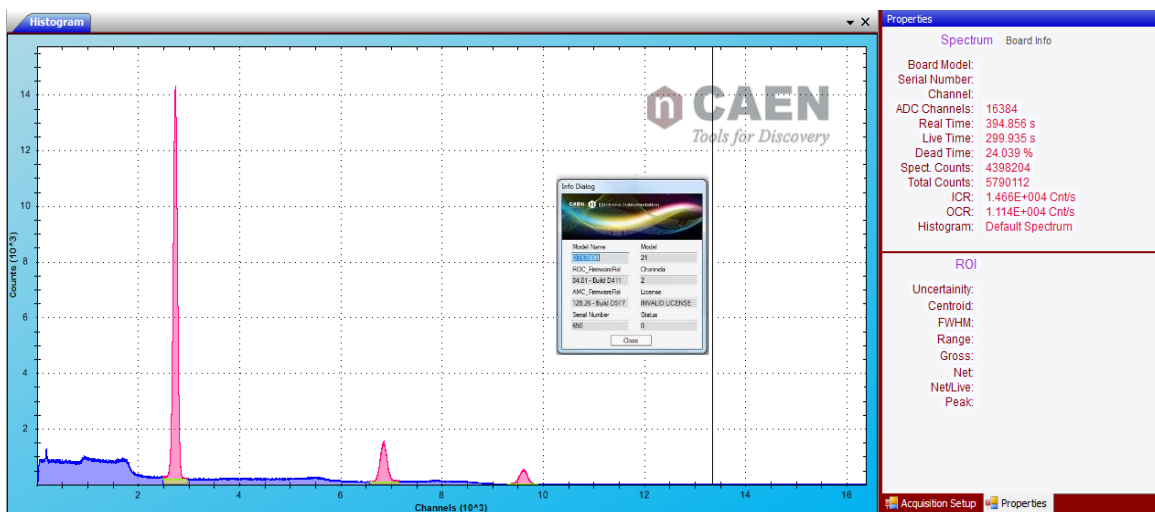 Histogram
Counts (10^3)
14
12
10
8
6
4
2
2 4 6 8 10 12 14 16
Channels (10^3)
n CAEN
Tools for Discovery
Info Dialog
CAEN n Electronic Instrumentation
Model Name Model
21
ROC_FirmwareRel Channels
04.01 - Build D411 2
AMC_FirmwareRel License
128.26 - Build D517 INVALID LICENSE
Serial Number Status
650 0
Close
Properties
Spectrum Board Info
Board Model:
Serial Number:
Channel:
ADC Channels: 16384
Real Time: 394.856 s
Live Time: 299.935 s
Dead Time: 24.039 %
Spect. Counts: 4398204
Total Counts: 5790112
ICR: 1.466E+004 Cnt/s
OCR: 1.114E+004 Cnt/s
Histogram: Default Spectrum
ROI
Uncertainity:
Centroid:
FWHM:
Range:
Gross:
Net:
Net/Live:
Peak:
Acquisition Setup Properties